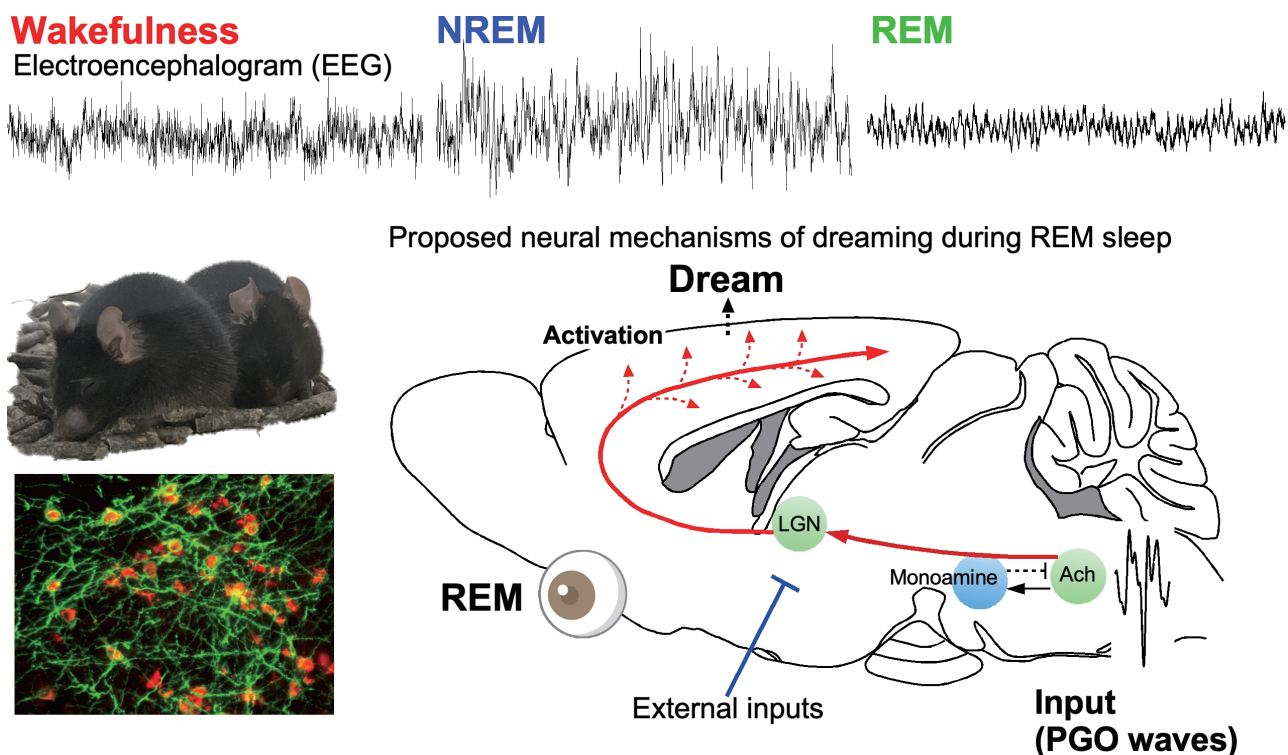 Wakefulness
Electroencephalogram (EEG)
NREM
REM
Proposed neural mechanisms of dreaming during REM sleep
Dream
Activation
LGN
Monoamine
Ach
REM
External inputs
Input
(PGO waves)